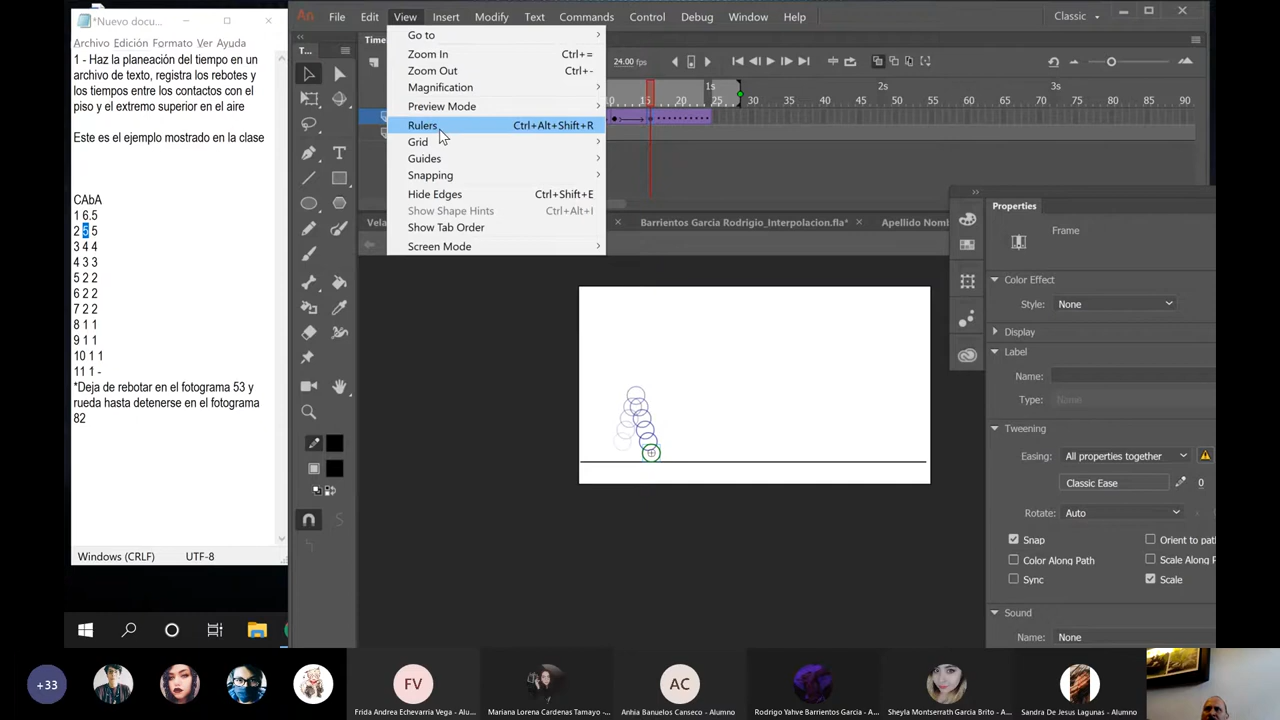 *Nuevo docu...
Archivo Edición Formato Ver Ayuda
1 - Haz la planeación del tiempo en un
archivo de texto, registra los rebotes y
los tiempos entre los contactos con el
piso y el extremo superior en el aire
Este es el ejemplo mostrado en la clase
CAbA
1 6.5
2 5 5
3 4 4
4 3 3
5 2 2
6 2 2
7 2 2
8 1 1
9 1 1
10 1 1
11 1 -
*Deja de rebotar en el fotograma 53 y
rueda hasta detenerse en el fotograma
82
Windows (CRLF) UTF-8
An File Edit View Insert Modify Text Commands Control Debug Window Help Classic
T... Time
24.00 fps
Go to
Zoom In Ctrl+=
Zoom Out Ctrl+-
Magnification
Preview Mode
Rulers Ctrl+Alt+Shift+R
Grid
Guides
Snapping
Hide Edges Ctrl+Shift+E
Show Shape Hints Ctrl+Alt+I
Show Tab Order
Screen Mode
1s 2s 3s
10 15 20 25 30 35 40 45 50 55 60 65 70 75 80 85 90
Vela Barrientos Garcia Rodrigio_Interpolacion.fla* Apellido Nomb
Properties
Frame
Color Effect
Style: None
Display
Label
Name:
Type: None
Tweening
Easing: All properties together
Classic Ease 0
Rotate: Auto
Snap Orient to pat
Color Along Path Scale Along P
Sync Scale
Sound
Name: None
+33 FV AC
Frida Andrea Echevarria Vega - Alu... Mariana Lorena Cardenas Tamayo -... Anhia Banuelos Canseco - Alumno Rodrigo Yahve Barrientos Garcia - A... Sheyla Montserrath Garcia Brito - A... Sandra De Jesus Lagunas - Alumno